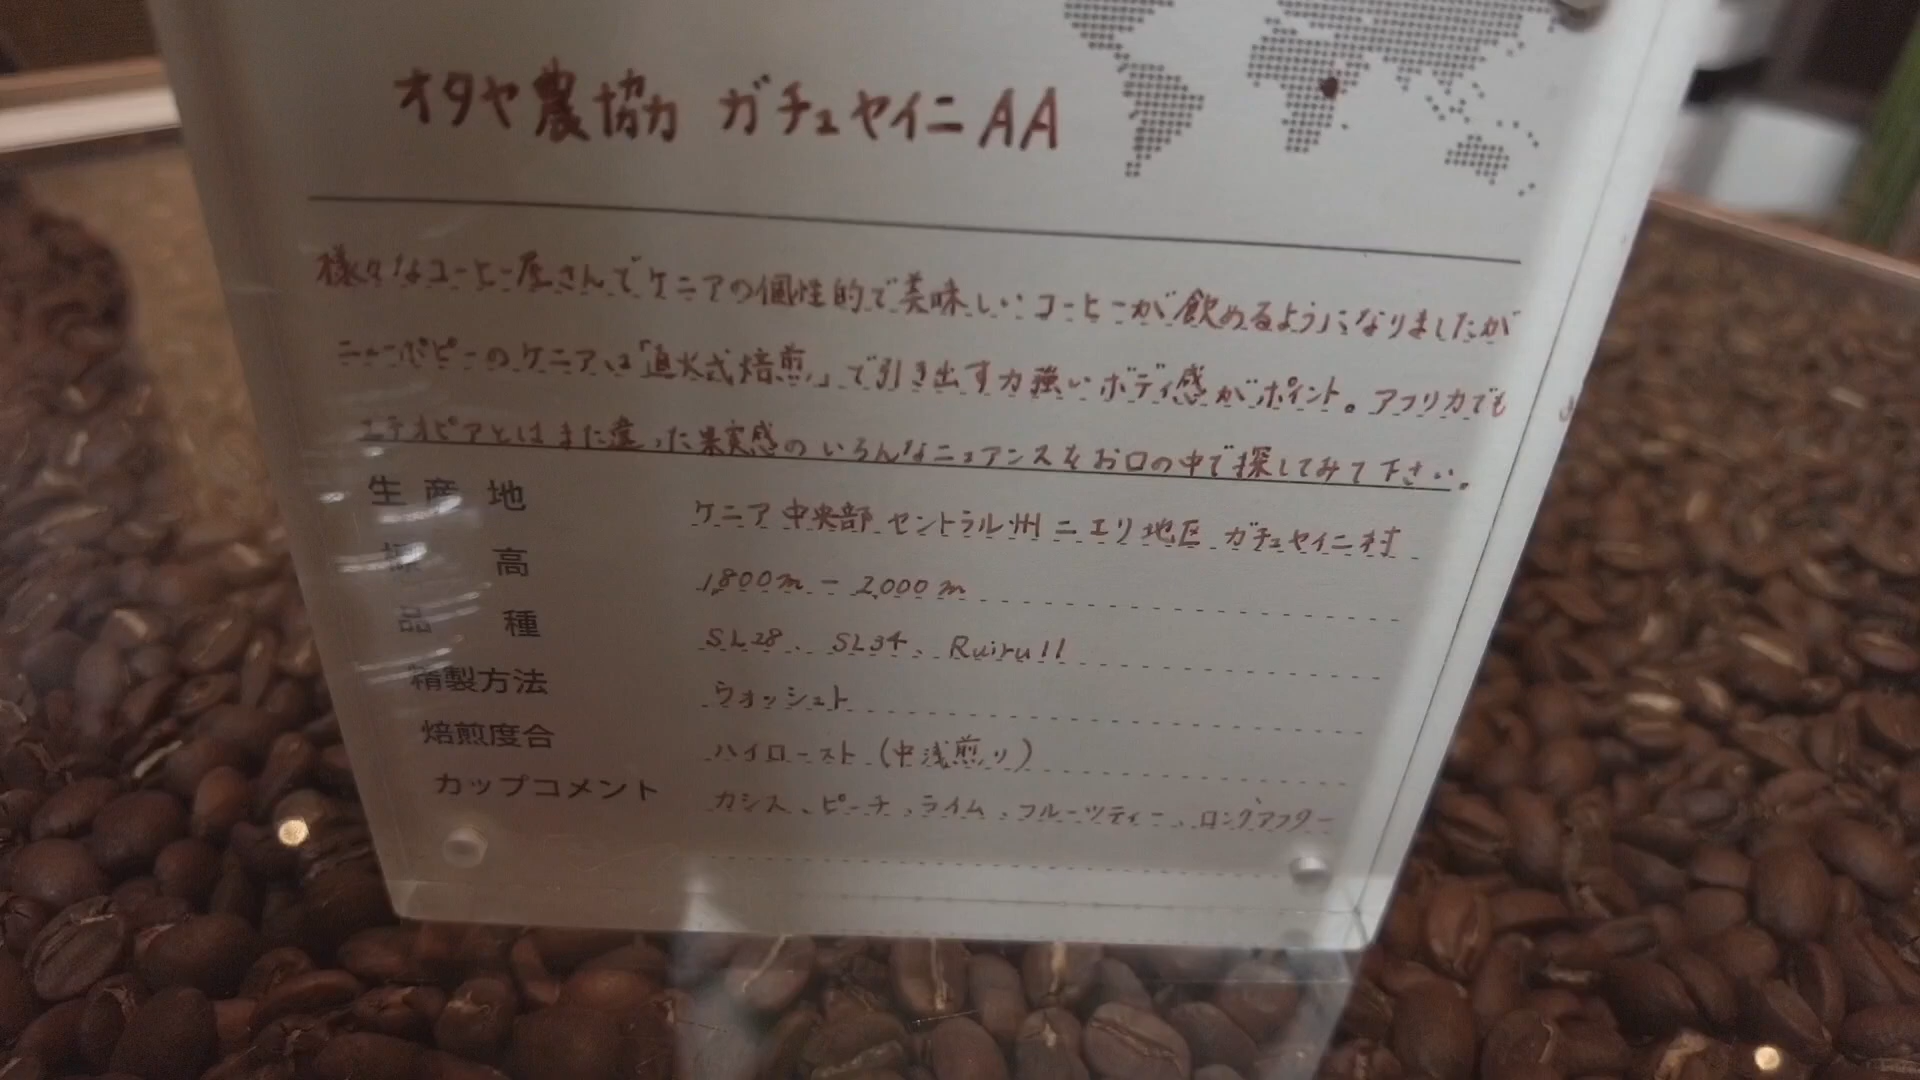 オタヤ農協 ガチュヤイニ AA
様々なコーヒー屋さんでケニアの個性的で美味しいコーヒーが飲めるようになりましたが
ニーンペピーのケニアは「直火式焙煎」で引き出す力強いボディ感がポイント。アフリカでも
エチオピアとはまた違った果実感のいろんなニュアンスをお口の中で探してみて下さい。
生産地 ケニア中央部 セントラル州 ニエリ地区 ガチュヤイニ村
標高 1,800m - 2,000m
品種 SL28、SL34、Ruiru11
精製方法 ウォッシュト
焙煎度合 ハイロースト (中浅煎り)
カップコメント カシス、ピーチ、ライム、フルーツティー、ロングアフター